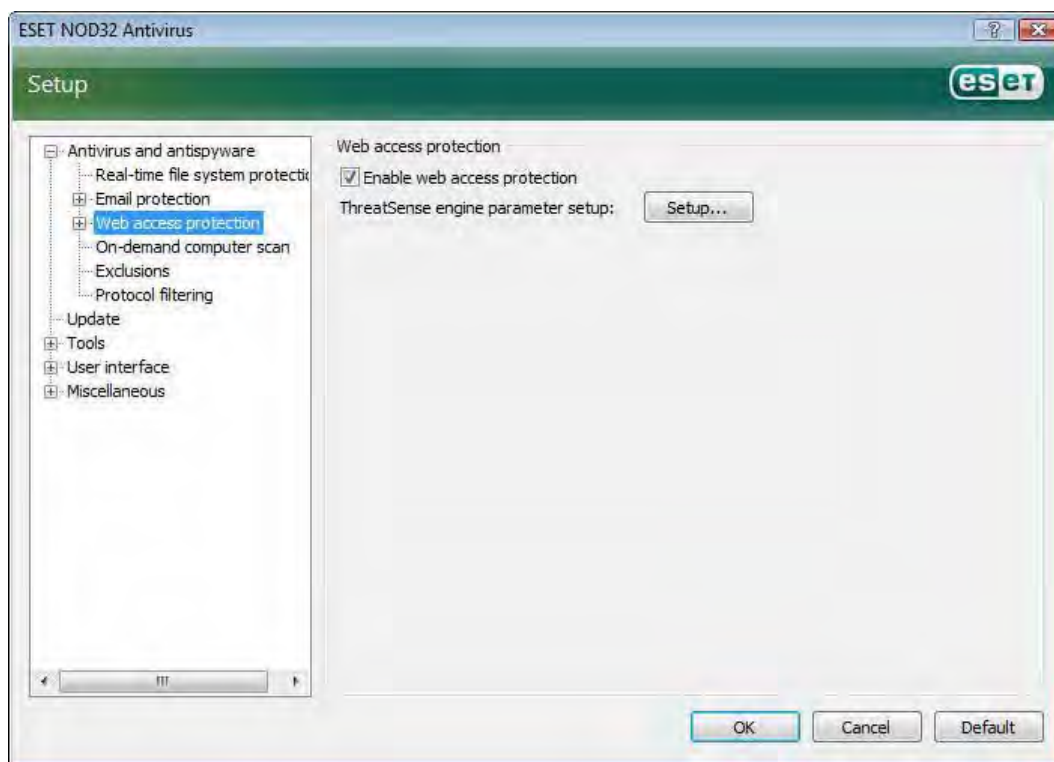 ESET NOD32 Antivirus
Setup
eset
Antivirus and antispyware
Real-time file system protectic
Email protection
Web access protection
On-demand computer scan
Exclusions
Protocol filtering
Update
Tools
User interface
Miscellaneous
Web access protection
Enable web access protection
ThreatSense engine parameter setup: Setup...
OK Cancel Default